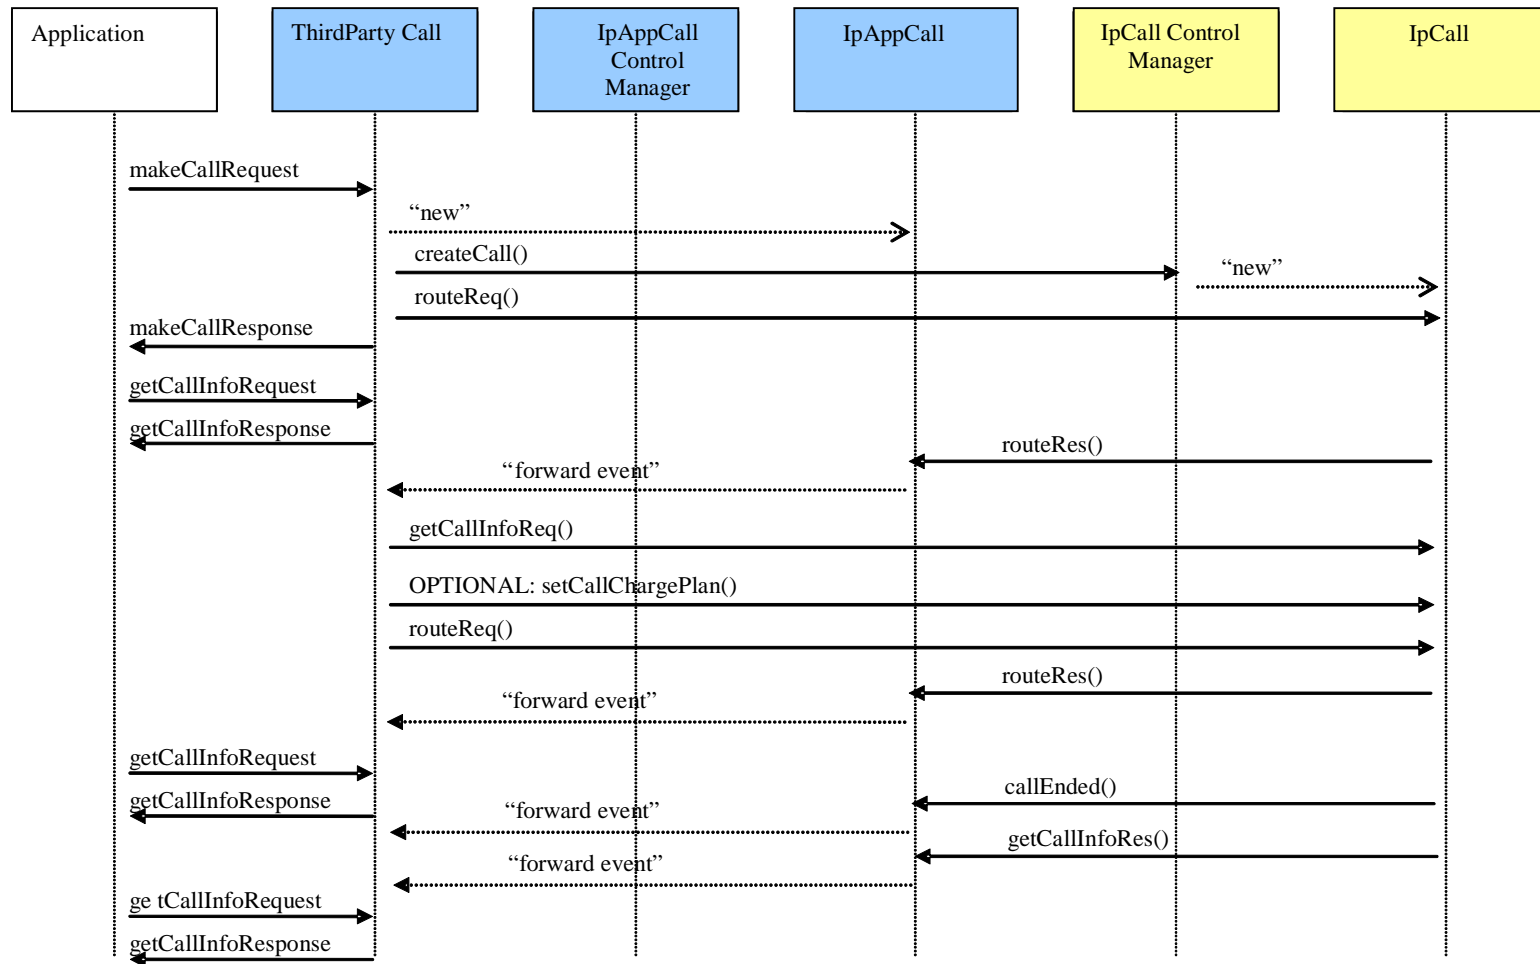 Application
ThirdParty Call
IpAppCall
Control
Manager
IpAppCall
IpCall Control
Manager
IpCall
makeCallRequest
“new”
createCall()
“new”
routeReq()
makeCallResponse
getCallInfoRequest
getCallInfoResponse
routeRes()
“forward event”
getCallInfoReq()
OPTIONAL: setCallChargePlan()
routeReq()
routeRes()
“forward event”
getCallInfoRequest
callEnded()
getCallInfoResponse
“forward event”
getCallInfoRes()
“forward event”
ge tCallInfoRequest
getCallInfoResponse